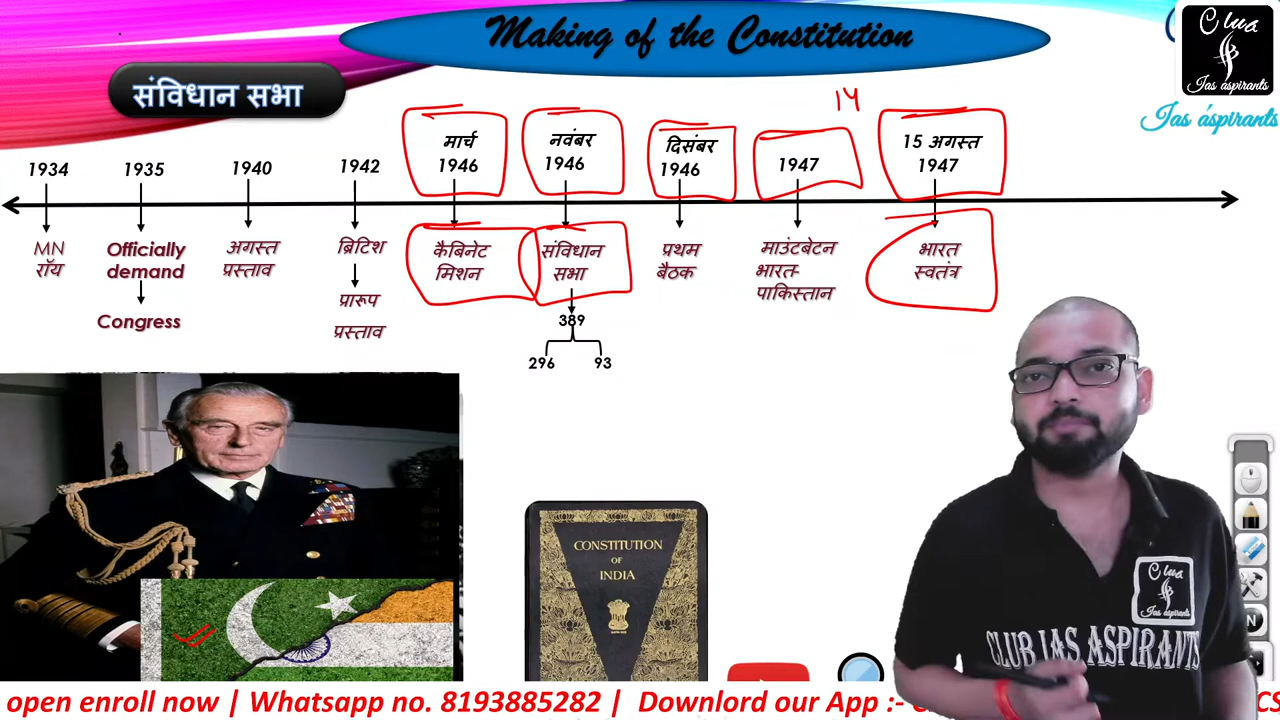 Making of the Constitution
Club
Ias aspirants
Ias aspirants
संविधान सभा
14
1934
1935
1940
1942
मार्च
1946
नवंबर
1946
दिसंबर
1946
1947
15 अगस्त
1947
MN
रॉय
Officially
demand
Congress
अगस्त
प्रस्ताव
ब्रिटिश
प्रारूप
प्रस्ताव
कैबिनेट
मिशन
संविधान
सभा
389
296
93
प्रथम
बैठक
माउंटबेटन
भारत-
पाकिस्तान
भारत
स्वतंत्र
CONSTITUTION
OF
INDIA
Club
Ias aspirants
CLUB IAS ASPIRANTS
open enroll now | Whatsapp no. 8193885282 | Downlord our App :-